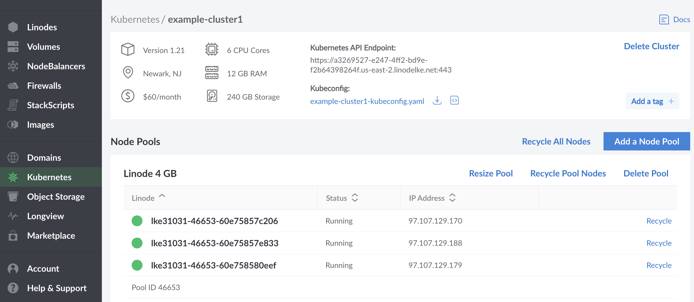 Linodes
Volumes
NodeBalancers
Firewalls
StackScripts
Images
Domains
Kubernetes
Object Storage
Longview
Marketplace
Account
Help & Support
Kubernetes / example-cluster1
Docs
Version 1.21
6 CPU Cores
Newark, NJ
12 GB RAM
$60/month
240 GB Storage
Kubernetes API Endpoint:
https://a3269527-e247-4ff2-bd9e-
f2b64398264f.us-east-2.linodelke.net:443
Kubeconfig:
example-cluster1-kubeconfig.yaml
Delete Cluster
Add a tag +
Node Pools
Recycle All Nodes
Add a Node Pool
Linode 4 GB
Resize Pool
Recycle Pool Nodes
Delete Pool
Linode Status IP Address
lke31031-46653-60e75857c206 Running 97.107.129.170 Recycle
lke31031-46653-60e75857e833 Running 97.107.129.188 Recycle
lke31031-46653-60e758580eef Running 97.107.129.179 Recycle
Pool ID 46653